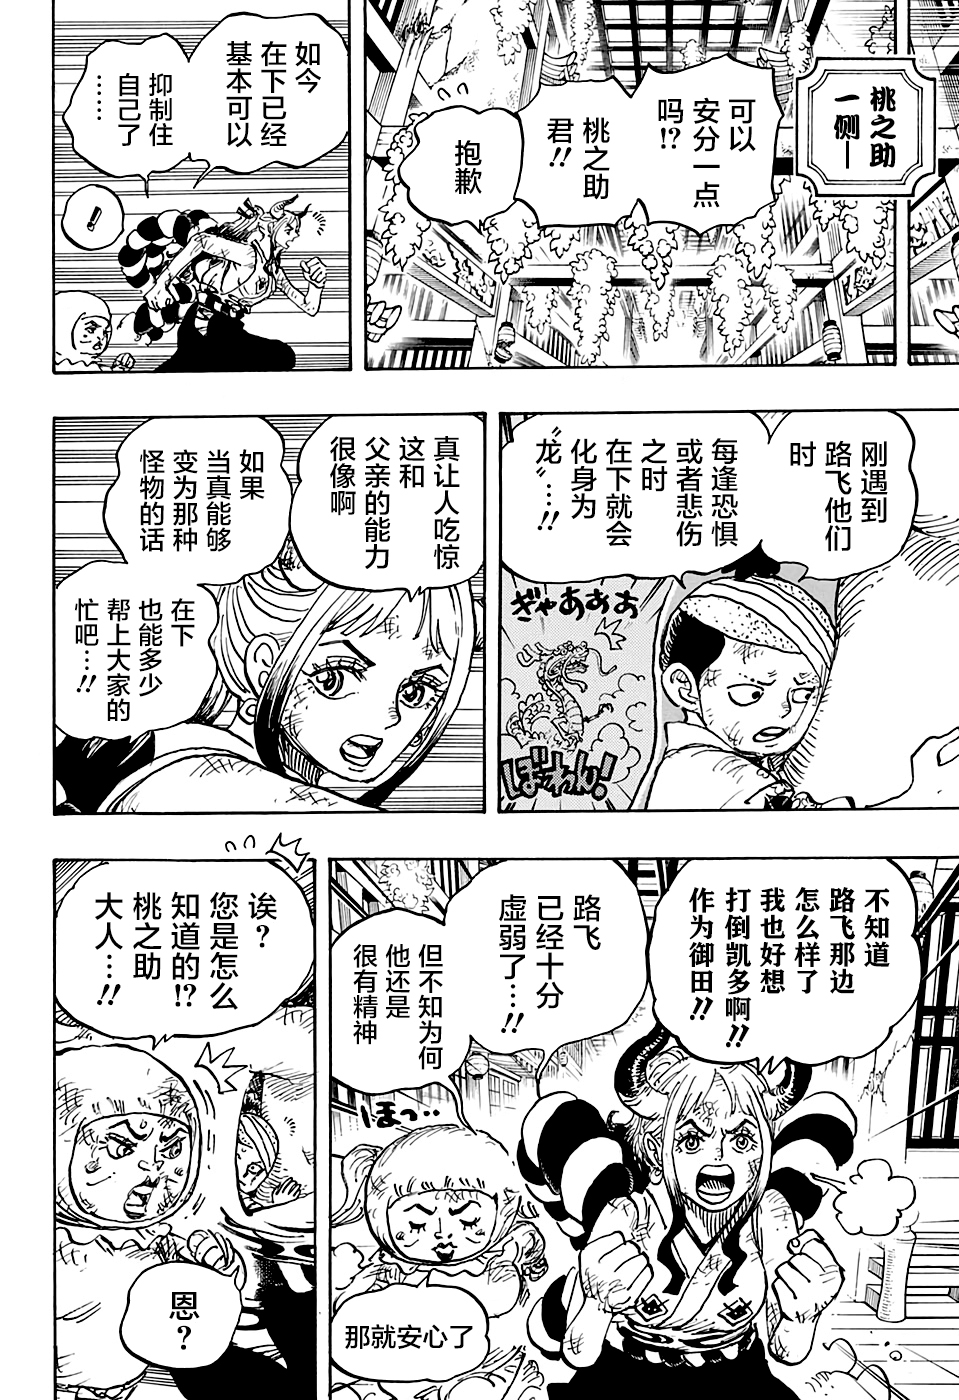 桃之助
一侧—
可以
安分一点
吗!?
桃之助
君!!
抱歉
如今
在下已经
基本可以
抑制住
自己了
……
!
刚遇到
路飞他们
时
每逢恐惧
或者悲伤
之时
在下就会
化身为
〝龙〟…!!
ぎゃあああ
ぼわん!
真让人吃惊
这和
父亲的能力
很像啊
如果
当真能够
变为那种
怪物的话
在下
也能多少
帮上大家的
忙吧…!!
不知道
路飞那边
怎么样了
我也好想
打倒凯多啊!!
作为御田!!
路飞
已经十分
虚弱了…!!
但不知为何
他还是
很有精神
ほっ…
那就安心了
诶?
您是怎么
知道的!?
桃之助
大人…!!
恩?